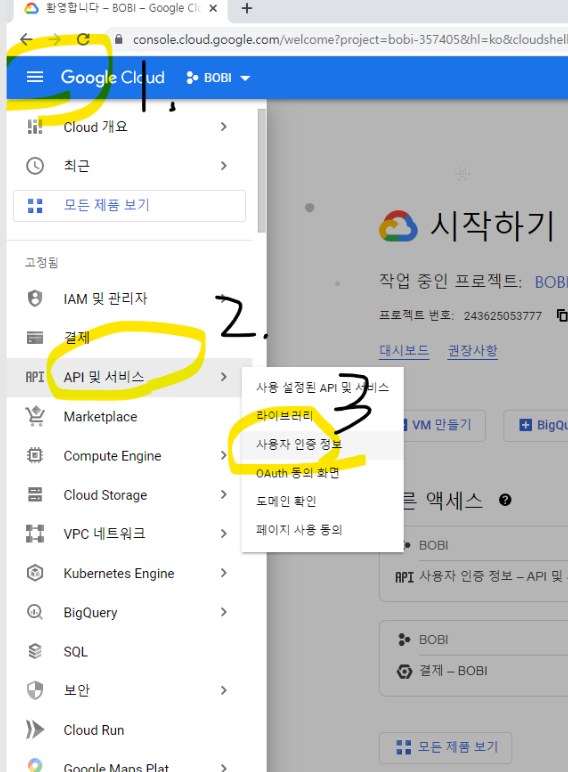 환영합니다 – BOBI – Google Cl
console.cloud.google.com/welcome?project=bobi-357405&hl=ko&cloudshell
Google Cloud
BOBI
1.
Cloud 개요
최근
모든 제품 보기
시작하기
고정됨
작업 중인 프로젝트: BOBI
IAM 및 관리자
프로젝트 번호: 243625053777
2.
결제
대시보드 권장사항
API API 및 서비스
3
사용 설정된 API 및 서비스
라이브러리
Marketplace
VM 만들기
BigQu
사용자 인증 정보
Compute Engine
OAuth 동의 화면
Cloud Storage
도메인 확인
른 액세스
VPC 네트워크
페이지 사용 동의
BOBI
Kubernetes Engine
API 사용자 인증 정보 – API 및
BigQuery
SQL
BOBI
보안
결제 – BOBI
Cloud Run
모든 제품 보기
Google Maps Plat